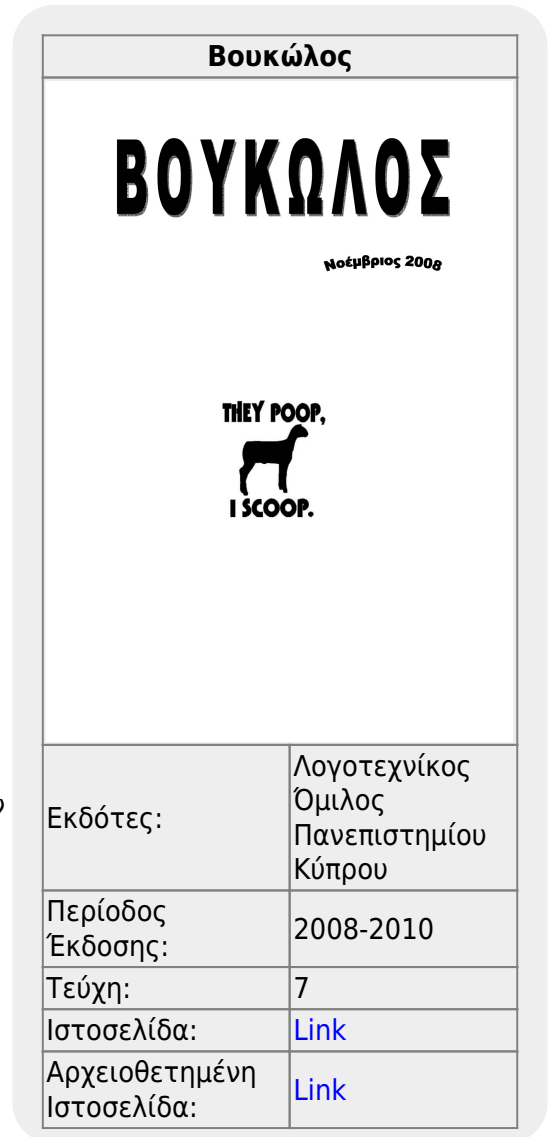 Βουκώλος
ΒΟΥΚΩΛΟΣ
Νοέμβριος 2008
THEY POOP,
I SCOOP.
Εκδότες:
Λογοτεχνίκος
Όμιλος
Πανεπιστημίου
Κύπρου
Περίοδος
Έκδοσης:
2008-2010
Τεύχη:
7
Ιστοσελίδα:
Link
Αρχειοθετημένη
Ιστοσελίδα:
Link